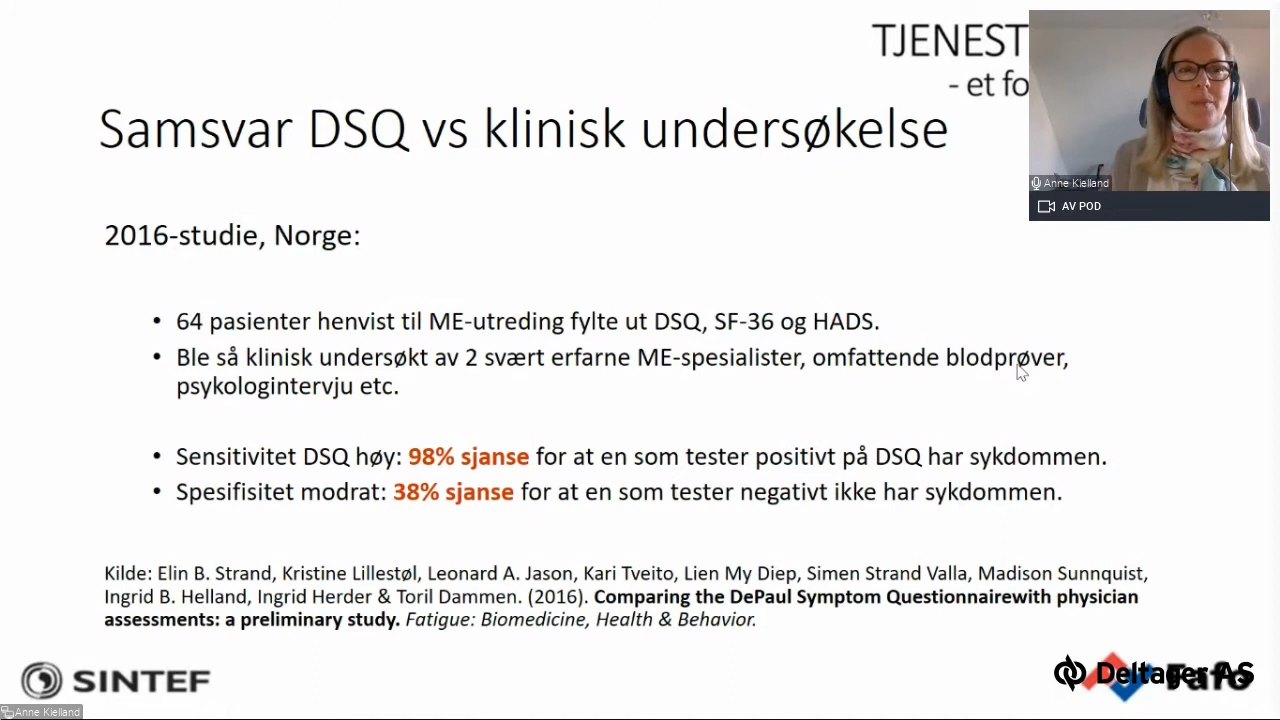 TJENEST
- et fo
Samsvar DSQ vs klinisk undersøkelse
Anne Kielland
AV POD
2016-studie, Norge:
• 64 pasienter henvist til ME-utreding fylte ut DSQ, SF-36 og HADS.
• Ble så klinisk undersøkt av 2 svært erfarne ME-spesialister, omfattende blodprøver,
psykologintervju etc.
• Sensitivitet DSQ høy: 98% sjanse for at en som tester positivt på DSQ har sykdommen.
• Spesifisitet modrat: 38% sjanse for at en som tester negativt ikke har sykdommen.
Kilde: Elin B. Strand, Kristine Lillestøl, Leonard A. Jason, Kari Tveito, Lien My Diep, Simen Strand Valla, Madison Sunnquist,
Ingrid B. Helland, Ingrid Herder & Toril Dammen. (2016). Comparing the DePaul Symptom Questionnairewith physician
assessments: a preliminary study. Fatigue: Biomedicine, Health & Behavior.
SINTEF
Deltager AS
Fafo
Anne Kielland